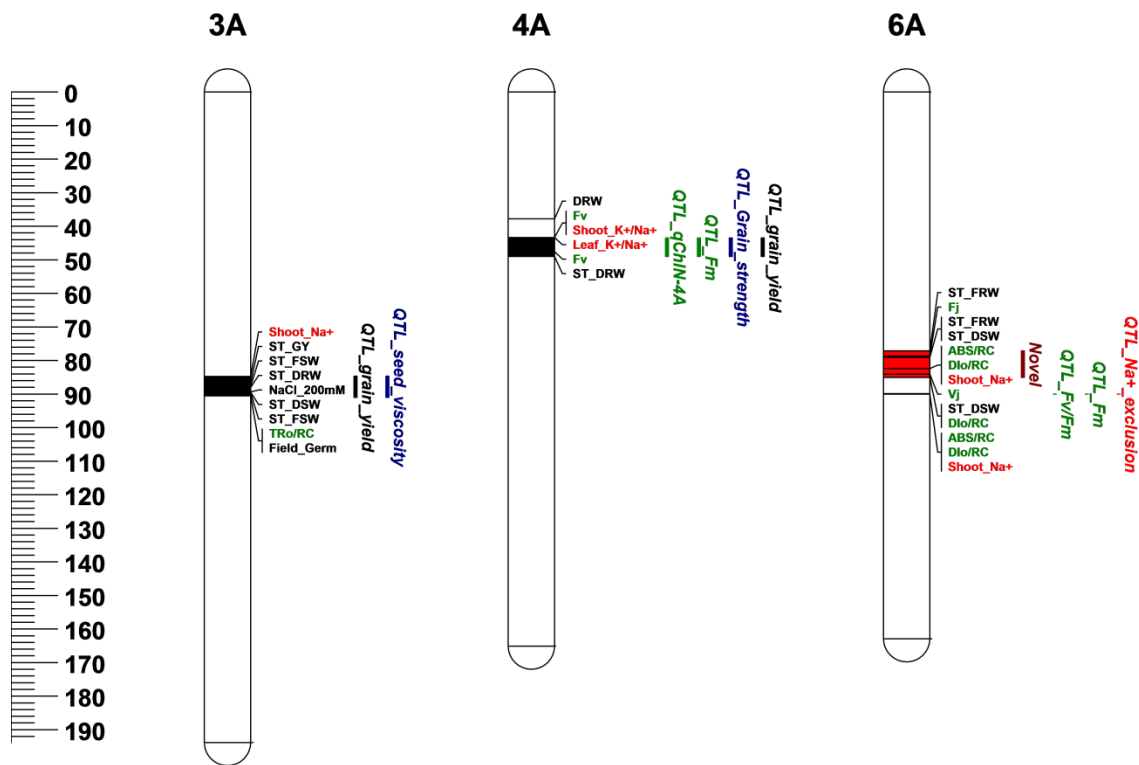 3A
4A
6A
0
10
20
30
40
50
60
70
80
90
100
110
120
130
140
150
160
170
180
190
Shoot_Na+
ST_GY
ST_FSW
ST_DRW
NaCl_200mM
ST_DSW
ST_FSW
TRo/RC
Field_Germ
QTL_grain_yield
QTL_seed_viscosity
DRW
Fv
Shoot_K+/Na+
Leaf_K+/Na+
Fv
ST_DRW
QTL_qChlN-4A
QTL_Fm
QTL_Grain_strength
QTL_grain_yield
ST_FRW
Fj
ST_FRW
ST_DSW
ABS/RC
DIo/RC
Shoot_Na+
Vj
ST_DSW
DIo/RC
ABS/RC
DIo/RC
Shoot_Na+
Novel
QTL_Fv/Fm
QTL_Fm
QTL_Na+_exclusion